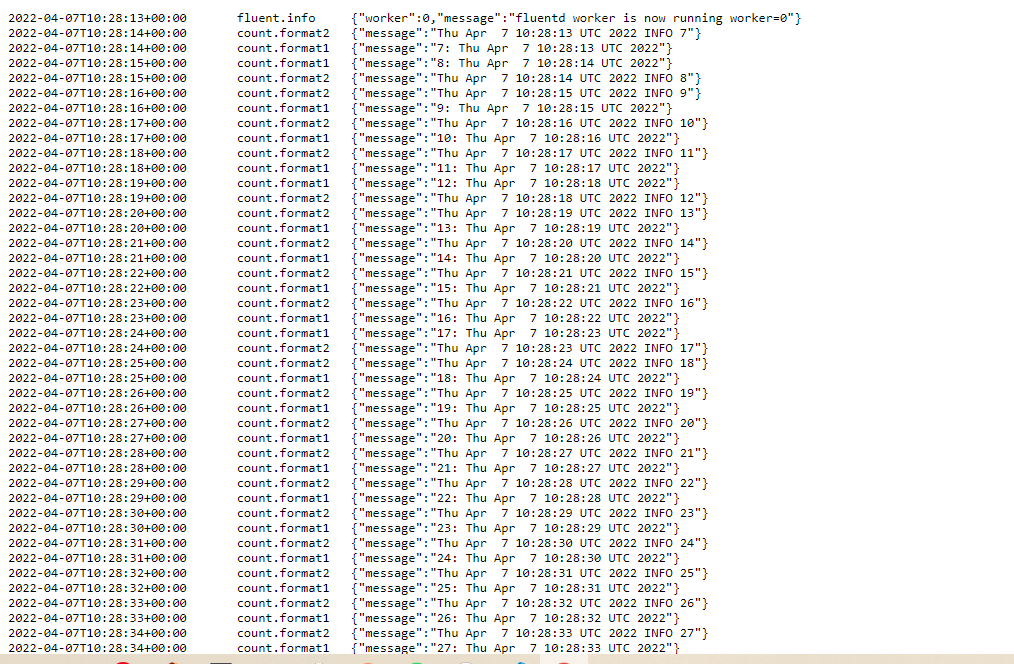 2022-04-07T10:28:13+00:00 fluent.info {"worker":0,"message":"fluentd worker is now running worker=0"}
2022-04-07T10:28:14+00:00 count.format2 {"message":"Thu Apr  7 10:28:13 UTC 2022 INFO 7"}
2022-04-07T10:28:14+00:00 count.format1 {"message":"7: Thu Apr  7 10:28:13 UTC 2022"}
2022-04-07T10:28:15+00:00 count.format1 {"message":"8: Thu Apr  7 10:28:14 UTC 2022"}
2022-04-07T10:28:15+00:00 count.format2 {"message":"Thu Apr  7 10:28:14 UTC 2022 INFO 8"}
2022-04-07T10:28:16+00:00 count.format2 {"message":"Thu Apr  7 10:28:15 UTC 2022 INFO 9"}
2022-04-07T10:28:16+00:00 count.format1 {"message":"9: Thu Apr  7 10:28:15 UTC 2022"}
2022-04-07T10:28:17+00:00 count.format2 {"message":"Thu Apr  7 10:28:16 UTC 2022 INFO 10"}
2022-04-07T10:28:17+00:00 count.format1 {"message":"10: Thu Apr  7 10:28:16 UTC 2022"}
2022-04-07T10:28:18+00:00 count.format2 {"message":"Thu Apr  7 10:28:17 UTC 2022 INFO 11"}
2022-04-07T10:28:18+00:00 count.format1 {"message":"11: Thu Apr  7 10:28:17 UTC 2022"}
2022-04-07T10:28:19+00:00 count.format1 {"message":"12: Thu Apr  7 10:28:18 UTC 2022"}
2022-04-07T10:28:19+00:00 count.format2 {"message":"Thu Apr  7 10:28:18 UTC 2022 INFO 12"}
2022-04-07T10:28:20+00:00 count.format2 {"message":"Thu Apr  7 10:28:19 UTC 2022 INFO 13"}
2022-04-07T10:28:20+00:00 count.format1 {"message":"13: Thu Apr  7 10:28:19 UTC 2022"}
2022-04-07T10:28:21+00:00 count.format2 {"message":"Thu Apr  7 10:28:20 UTC 2022 INFO 14"}
2022-04-07T10:28:21+00:00 count.format1 {"message":"14: Thu Apr  7 10:28:20 UTC 2022"}
2022-04-07T10:28:22+00:00 count.format2 {"message":"Thu Apr  7 10:28:21 UTC 2022 INFO 15"}
2022-04-07T10:28:22+00:00 count.format1 {"message":"15: Thu Apr  7 10:28:21 UTC 2022"}
2022-04-07T10:28:23+00:00 count.format2 {"message":"Thu Apr  7 10:28:22 UTC 2022 INFO 16"}
2022-04-07T10:28:23+00:00 count.format1 {"message":"16: Thu Apr  7 10:28:22 UTC 2022"}
2022-04-07T10:28:24+00:00 count.format1 {"message":"17: Thu Apr  7 10:28:23 UTC 2022"}
2022-04-07T10:28:24+00:00 count.format2 {"message":"Thu Apr  7 10:28:23 UTC 2022 INFO 17"}
2022-04-07T10:28:25+00:00 count.format2 {"message":"Thu Apr  7 10:28:24 UTC 2022 INFO 18"}
2022-04-07T10:28:25+00:00 count.format1 {"message":"18: Thu Apr  7 10:28:24 UTC 2022"}
2022-04-07T10:28:26+00:00 count.format2 {"message":"Thu Apr  7 10:28:25 UTC 2022 INFO 19"}
2022-04-07T10:28:26+00:00 count.format1 {"message":"19: Thu Apr  7 10:28:25 UTC 2022"}
2022-04-07T10:28:27+00:00 count.format2 {"message":"Thu Apr  7 10:28:26 UTC 2022 INFO 20"}
2022-04-07T10:28:27+00:00 count.format1 {"message":"20: Thu Apr  7 10:28:26 UTC 2022"}
2022-04-07T10:28:28+00:00 count.format2 {"message":"Thu Apr  7 10:28:27 UTC 2022 INFO 21"}
2022-04-07T10:28:28+00:00 count.format1 {"message":"21: Thu Apr  7 10:28:27 UTC 2022"}
2022-04-07T10:28:29+00:00 count.format2 {"message":"Thu Apr  7 10:28:28 UTC 2022 INFO 22"}
2022-04-07T10:28:29+00:00 count.format1 {"message":"22: Thu Apr  7 10:28:28 UTC 2022"}
2022-04-07T10:28:30+00:00 count.format2 {"message":"Thu Apr  7 10:28:29 UTC 2022 INFO 23"}
2022-04-07T10:28:30+00:00 count.format1 {"message":"23: Thu Apr  7 10:28:29 UTC 2022"}
2022-04-07T10:28:31+00:00 count.format2 {"message":"Thu Apr  7 10:28:30 UTC 2022 INFO 24"}
2022-04-07T10:28:31+00:00 count.format1 {"message":"24: Thu Apr  7 10:28:30 UTC 2022"}
2022-04-07T10:28:32+00:00 count.format2 {"message":"Thu Apr  7 10:28:31 UTC 2022 INFO 25"}
2022-04-07T10:28:32+00:00 count.format1 {"message":"25: Thu Apr  7 10:28:31 UTC 2022"}
2022-04-07T10:28:33+00:00 count.format2 {"message":"Thu Apr  7 10:28:32 UTC 2022 INFO 26"}
2022-04-07T10:28:33+00:00 count.format1 {"message":"26: Thu Apr  7 10:28:32 UTC 2022"}
2022-04-07T10:28:34+00:00 count.format2 {"message":"Thu Apr  7 10:28:33 UTC 2022 INFO 27"}
2022-04-07T10:28:34+00:00 count.format1 {"message":"27: Thu Apr  7 10:28:33 UTC 2022"}